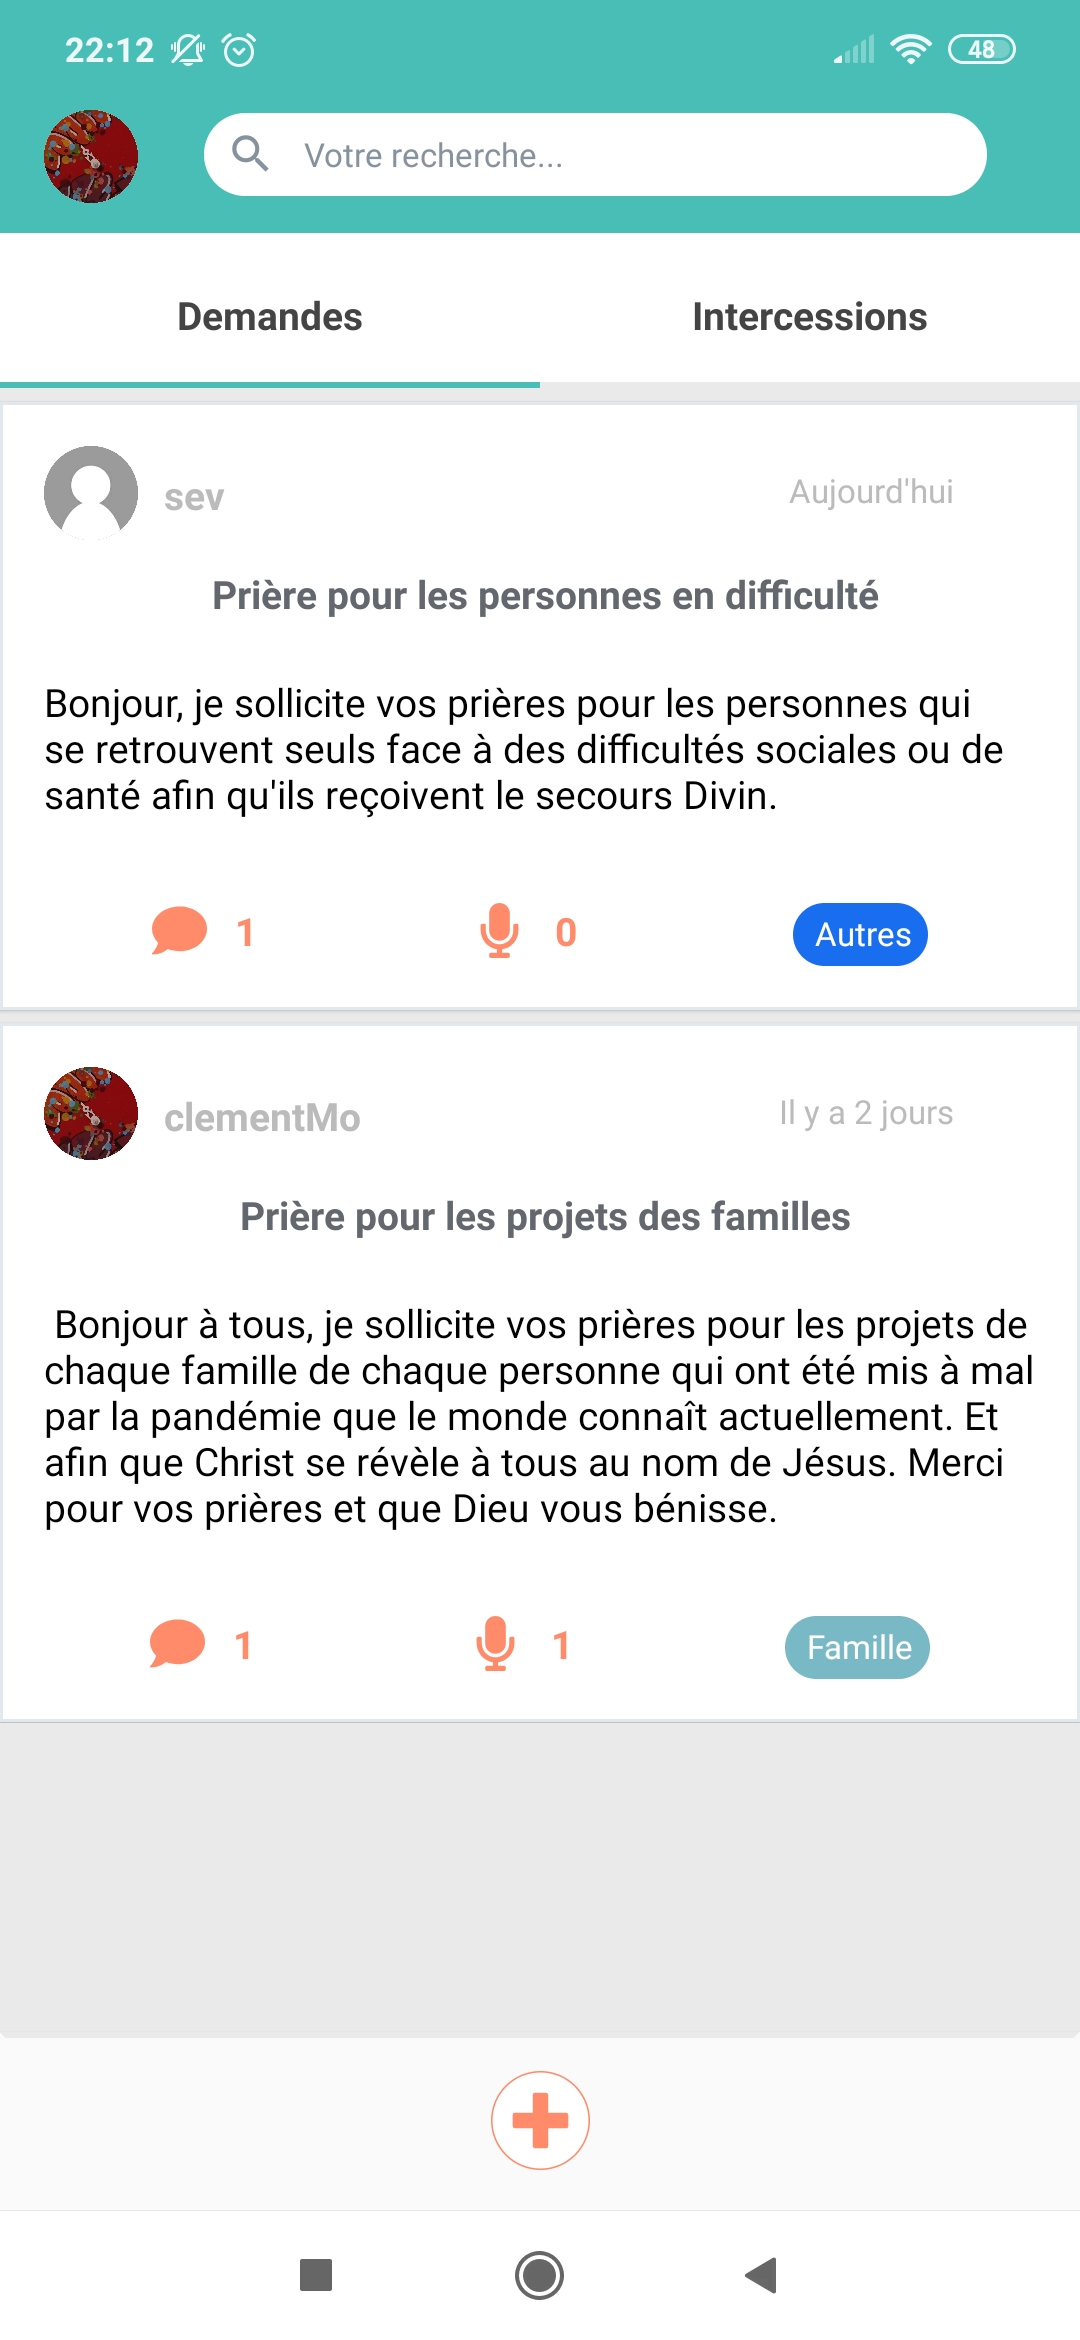 22:12
48
Votre recherche...
Demandes
Intercessions
sev
Aujourd'hui
Prière pour les personnes en difficulté
Bonjour, je sollicite vos prières pour les personnes qui
se retrouvent seuls face à des difficultés sociales ou de
santé afin qu'ils reçoivent le secours Divin.
1
0
Autres
clementMo
Il y a 2 jours
Prière pour les projets des familles
Bonjour à tous, je sollicite vos prières pour les projets de
chaque famille de chaque personne qui ont été mis à mal
par la pandémie que le monde connaît actuellement. Et
afin que Christ se révèle à tous au nom de Jésus. Merci
pour vos prières et que Dieu vous bénisse.
1
1
Famille